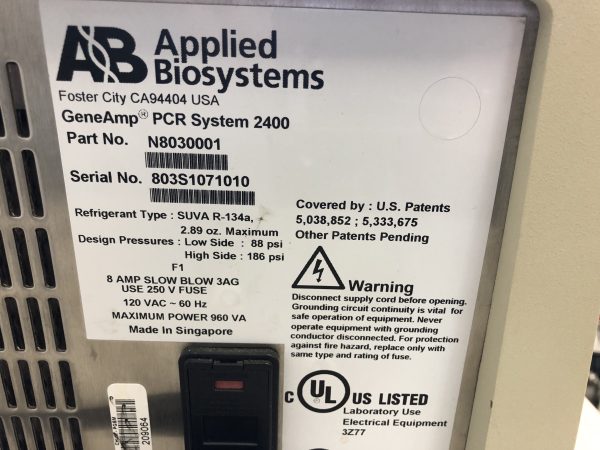 AB Applied
Biosystems
Foster City CA94404 USA
GeneAmp® PCR System 2400
Part No. N8030001
Serial No. 803S1071010
Refrigerant Type : SUVA R-134a,
2.89 oz. Maximum
Design Pressures : Low Side : 88 psi
High Side : 186 psi
F1
8 AMP SLOW BLOW 3AG
USE 250 V FUSE
120 VAC ~ 60 Hz
MAXIMUM POWER 960 VA
Made In Singapore
Covered by : U.S. Patents
5,038,852 ; 5,333,675
Other Patents Pending
Warning
Disconnect supply cord before opening.
Grounding circuit continuity is vital for
safe operation of equipment. Never
operate equipment with grounding
conductor disconnected. For protection
against fire hazard, replace only with
same type and rating of fuse.
C UL® US LISTED
Laboratory Use
Electrical Equipment
3Z77
209064